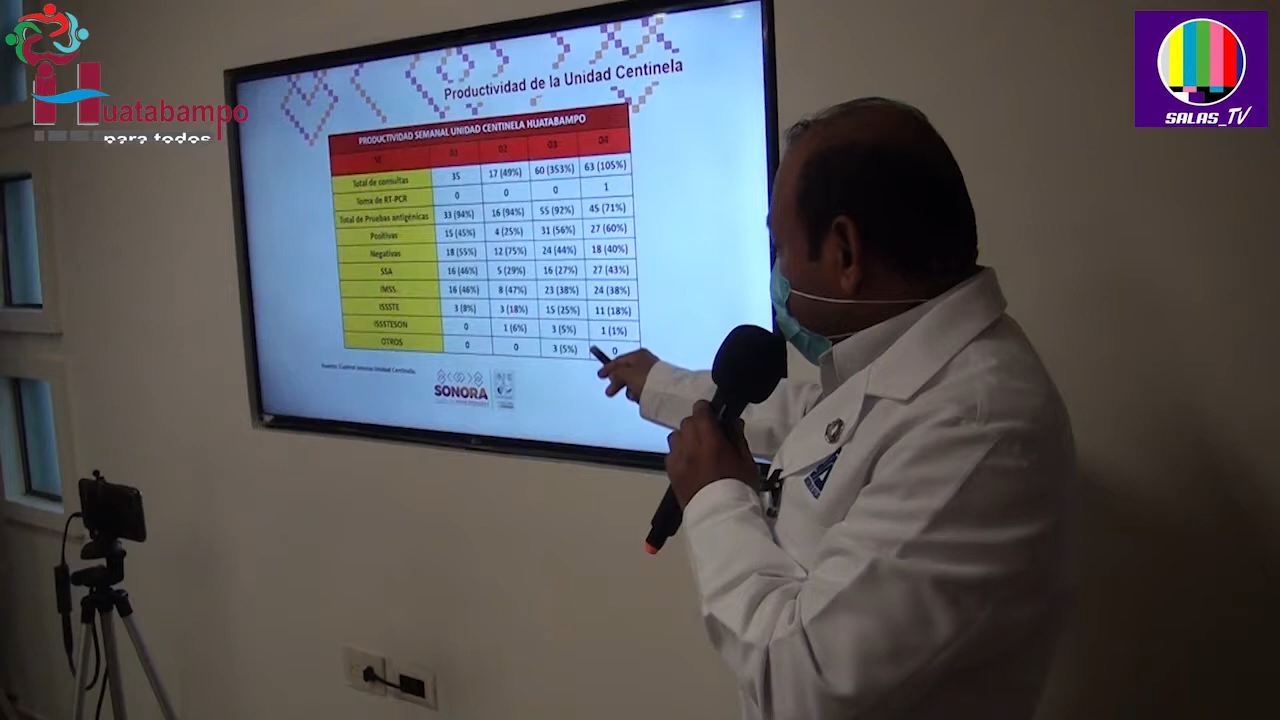 Huatabampo
para todos
SALAS_TV
Productividad de la Unidad Centinela
PRODUCTIVIDAD SEMANAL UNIDAD CENTINELA HUATABAMPO
SE 01 02 03 04
Total de consultas 35 17 (49%) 60 (353%) 63 (105%)
Toma de RT-PCR 0 0 0 1
Total de Pruebas antigénicas 33 (94%) 16 (94%) 55 (92%) 45 (71%)
Positivas 15 (45%) 4 (25%) 31 (56%) 27 (60%)
Negativas 18 (55%) 12 (75%) 24 (44%) 18 (40%)
SSA 16 (46%) 5 (29%) 16 (27%) 27 (43%)
IMSS 16 (46%) 8 (47%) 23 (38%) 24 (38%)
ISSSTE 3 (8%) 3 (18%) 15 (25%) 11 (18%)
ISSSTESON 0 1 (6%) 3 (5%) 1 (1%)
OTROS 0 0 3 (5%) 0
Fuente: Control interno Unidad Centinela.
SONORA